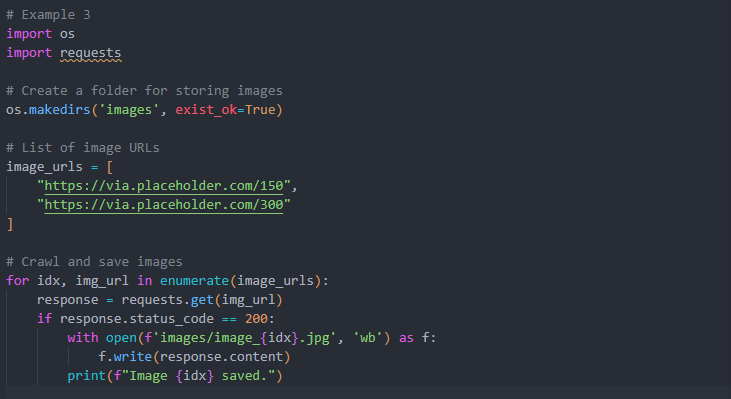 # Example 3
import os
import requests

# Create a folder for storing images
os.makedirs('images', exist_ok=True)

# List of image URLs
image_urls = [
    "https://via.placeholder.com/150",
    "https://via.placeholder.com/300"
]

# Crawl and save images
for idx, img_url in enumerate(image_urls):
    response = requests.get(img_url)
    if response.status_code == 200:
        with open(f'images/image_{idx}.jpg', 'wb') as f:
            f.write(response.content)
        print(f"Image {idx} saved.")